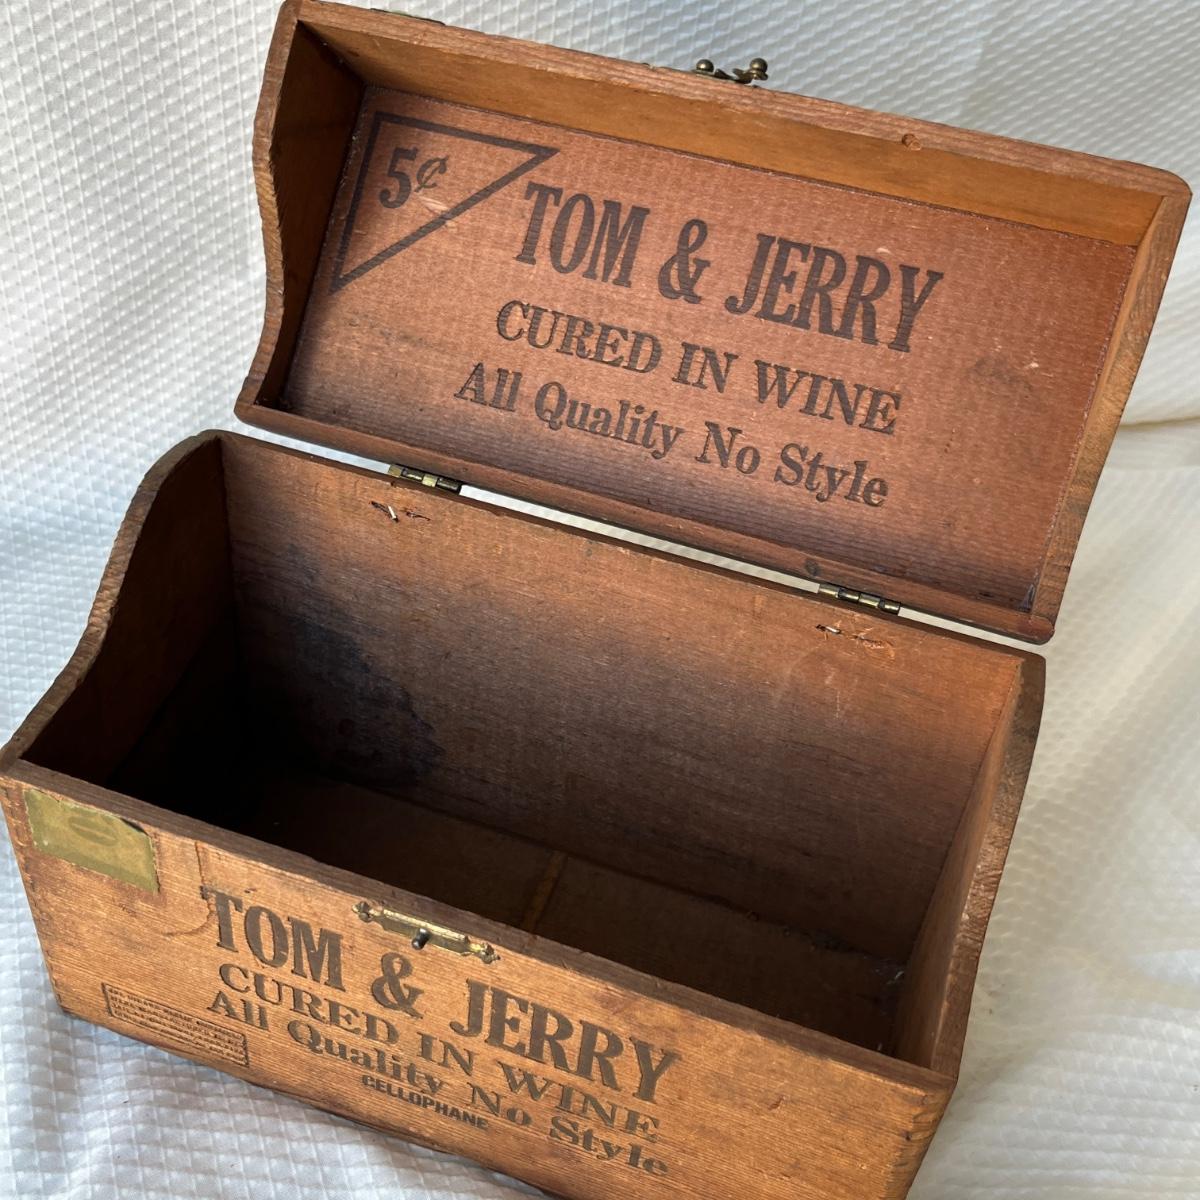 5¢
TOM & JERRY
CURED IN WINE
All Quality No Style
TOM & JERRY
CURED IN WINE
All Quality No Style
CELLOPHANE